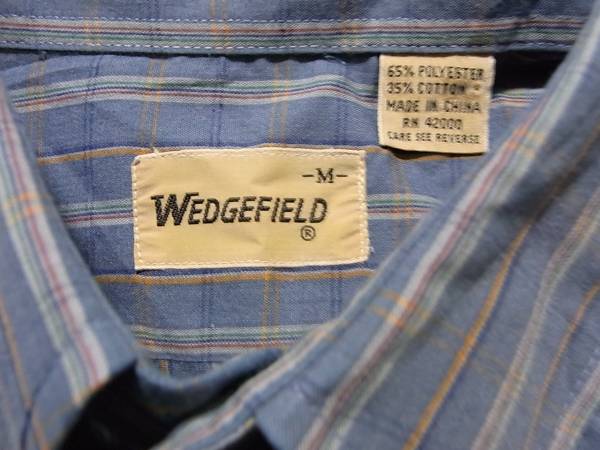 65% POLYESTER
35% COTTON
MADE IN CHINA
RN 42000
CARE SEE REVERSE
-M-
WEDGEFIELD
®